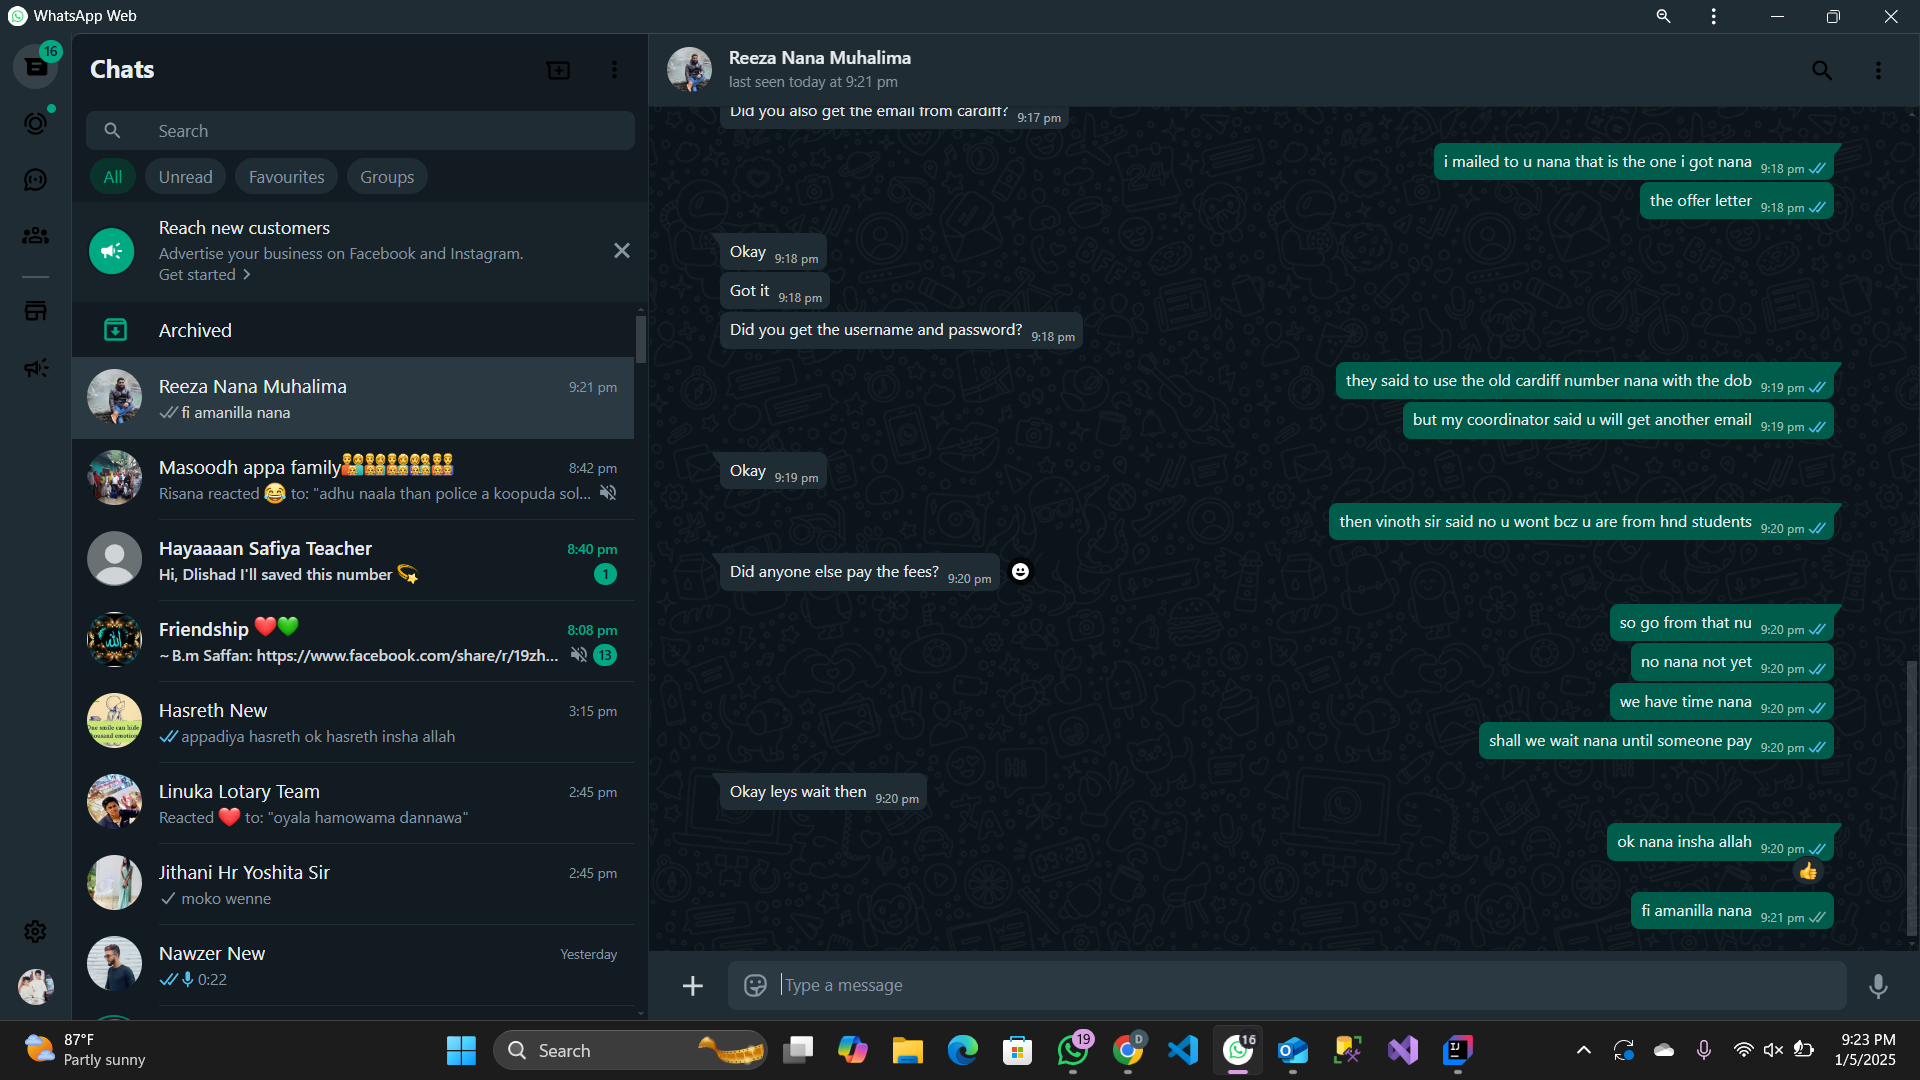 WhatsApp Web
16
Chats
Search
All
Unread
Favourites
Groups
Reach new customers
Advertise your business on Facebook and Instagram.
Get started
Archived
Reeza Nana Muhalima
9:21 pm
fi amanilla nana
Masoodh appa family
8:42 pm
Risana reacted 😂 to: "adhu naala than police a koopuda sol...
Hayaaaan Safiya Teacher
8:40 pm
Hi, Dlishad I'll saved this number 💫
1
Friendship ❤️💚
8:08 pm
~ B.m Saffan: https://www.facebook.com/share/r/19zh...
13
Hasreth New
3:15 pm
appadiya hasreth ok hasreth insha allah
Linuka Lotary Team
2:45 pm
Reacted ❤️ to: "oyala hamowama dannawa"
Jithani Hr Yoshita Sir
2:45 pm
moko wenne
Nawzer New
Yesterday
0:22
Reeza Nana Muhalima
last seen today at 9:21 pm
Did you also get the email from cardiff? 9:17 pm
i mailed to u nana that is the one i got nana 9:18 pm
the offer letter 9:18 pm
Okay 9:18 pm
Got it 9:18 pm
Did you get the username and password? 9:18 pm
they said to use the old cardiff number nana with the dob 9:19 pm
but my coordinator said u will get another email 9:19 pm
Okay 9:19 pm
then vinoth sir said no u wont bcz u are from hnd students 9:20 pm
Did anyone else pay the fees? 9:20 pm
so go from that nu 9:20 pm
no nana not yet 9:20 pm
we have time nana 9:20 pm
shall we wait nana until someone pay 9:20 pm
Okay leys wait then 9:20 pm
ok nana insha allah 9:20 pm
👍
fi amanilla nana 9:21 pm
Type a message
87°F
Partly sunny
Search
19
D
16
9:23 PM
1/5/2025